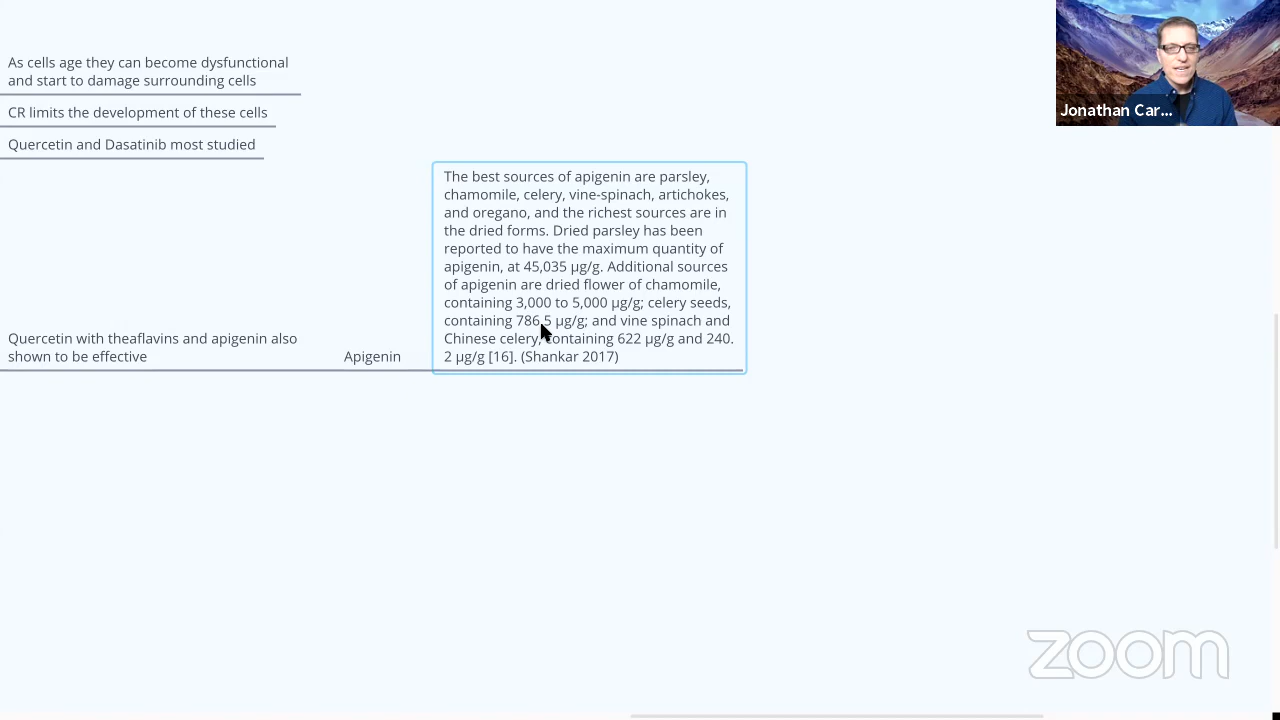 As cells age they can become dysfunctional
and start to damage surrounding cells
CR limits the development of these cells
Quercetin and Dasatinib most studied
Quercetin with theaflavins and apigenin also
shown to be effective
Apigenin
The best sources of apigenin are parsley,
chamomile, celery, vine-spinach, artichokes,
and oregano, and the richest sources are in
the dried forms. Dried parsley has been
reported to have the maximum quantity of
apigenin, at 45,035 µg/g. Additional sources
of apigenin are dried flower of chamomile,
containing 3,000 to 5,000 µg/g; celery seeds,
containing 786.5 µg/g; and vine spinach and
Chinese celery, containing 622 µg/g and 240.
2 µg/g [16]. (Shankar 2017)
Jonathan Car...
zoom